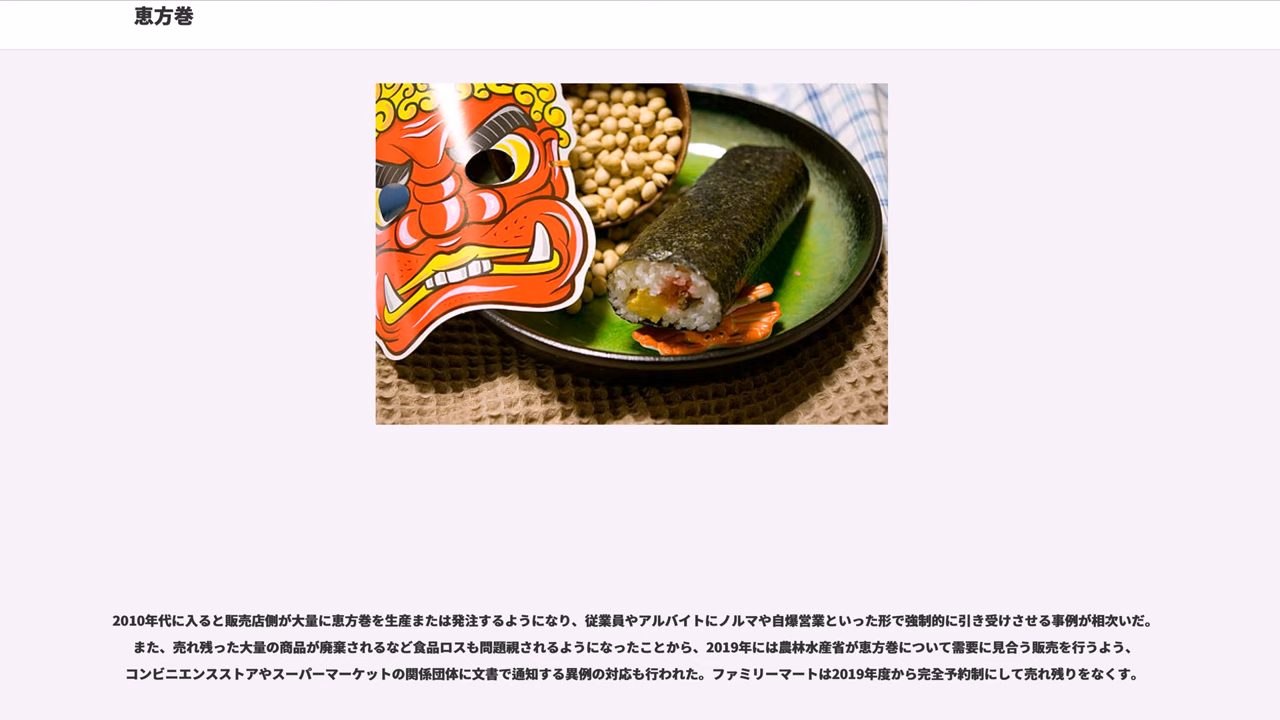 恵方巻
2010年代に入ると販売店側が大量に恵方巻を生産または発注するようになり、従業員やアルバイトにノルマや自爆営業といった形で強制的に引き受けさせる事例が相次いだ。
また、売れ残った大量の商品が廃棄されるなど食品ロスも問題視されるようになったことから、2019年には農林水産省が恵方巻について需要に見合う販売を行うよう、
コンビニエンスストアやスーパーマーケットの関係団体に文書で通知する異例の対応も行われた。ファミリーマートは2019年度から完全予約制にして売れ残りをなくす。